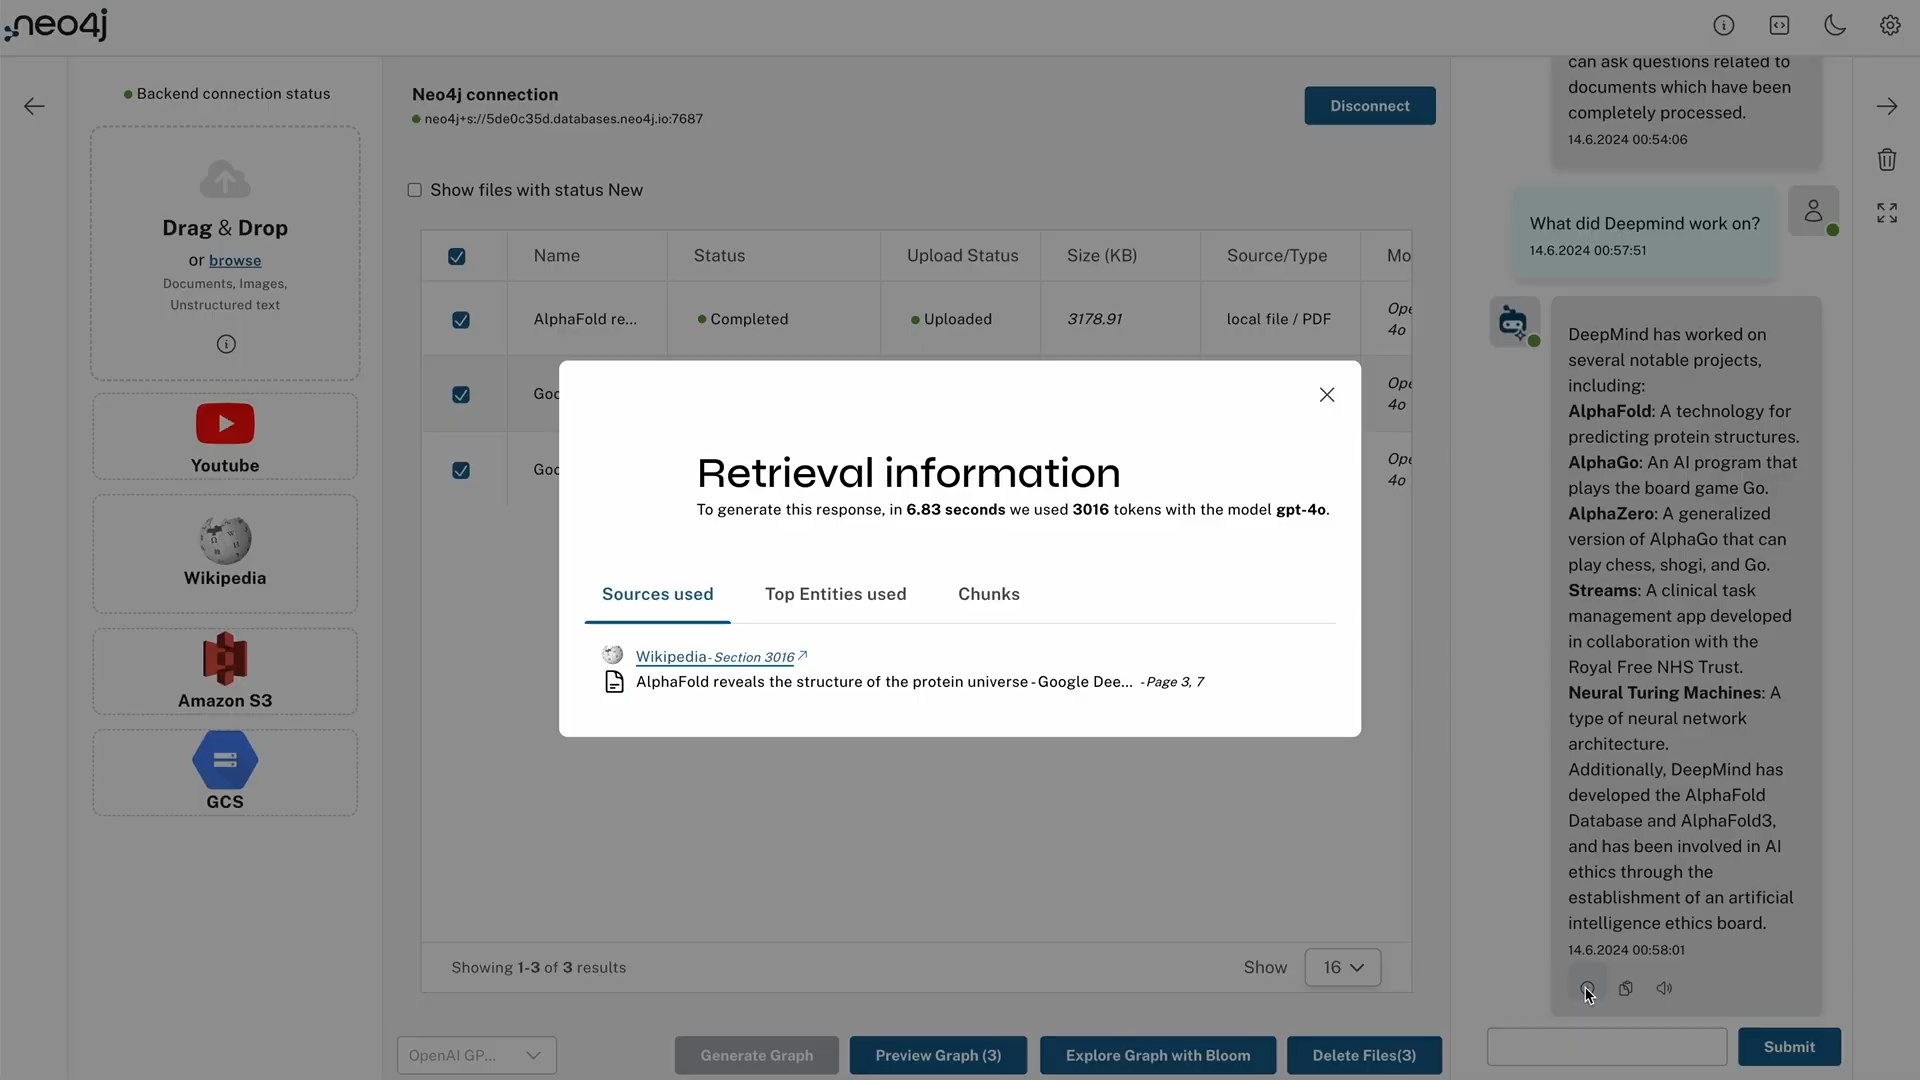 neo4j
Backend connection status
Drag & Drop
or browse
Documents, Images,
Unstructured text
Youtube
Wikipedia
Amazon S3
GCS
Neo4j connection
neo4j+s://5de0c35d.databases.neo4j.io:7687
Disconnect
Show files with status New
Name
Status
Upload Status
Size (KB)
Source/Type
Mo
AlphaFold re...
Completed
Uploaded
3178.91
local file / PDF
Ope
4o
Goo
Ope
4o
Goo
Ope
4o
Retrieval information
To generate this response, in 6.83 seconds we used 3016 tokens with the model gpt-4o.
Sources used
Top Entities used
Chunks
Wikipedia - Section 3016
AlphaFold reveals the structure of the protein universe - Google Dee... - Page 3, 7
Showing 1-3 of 3 results
Show
16
OpenAI GP...
Generate Graph
Preview Graph (3)
Explore Graph with Bloom
Delete Files(3)
can ask questions related to
documents which have been
completely processed.
14.6.2024 00:54:06
What did Deepmind work on?
14.6.2024 00:57:51
DeepMind has worked on
several notable projects,
including:
AlphaFold: A technology for
predicting protein structures.
AlphaGo: An AI program that
plays the board game Go.
AlphaZero: A generalized
version of AlphaGo that can
play chess, shogi, and Go.
Streams: A clinical task
management app developed
in collaboration with the
Royal Free NHS Trust.
Neural Turing Machines: A
type of neural network
architecture.
Additionally, DeepMind has
developed the AlphaFold
Database and AlphaFold3,
and has been involved in AI
ethics through the
establishment of an artificial
intelligence ethics board.
14.6.2024 00:58:01
Submit